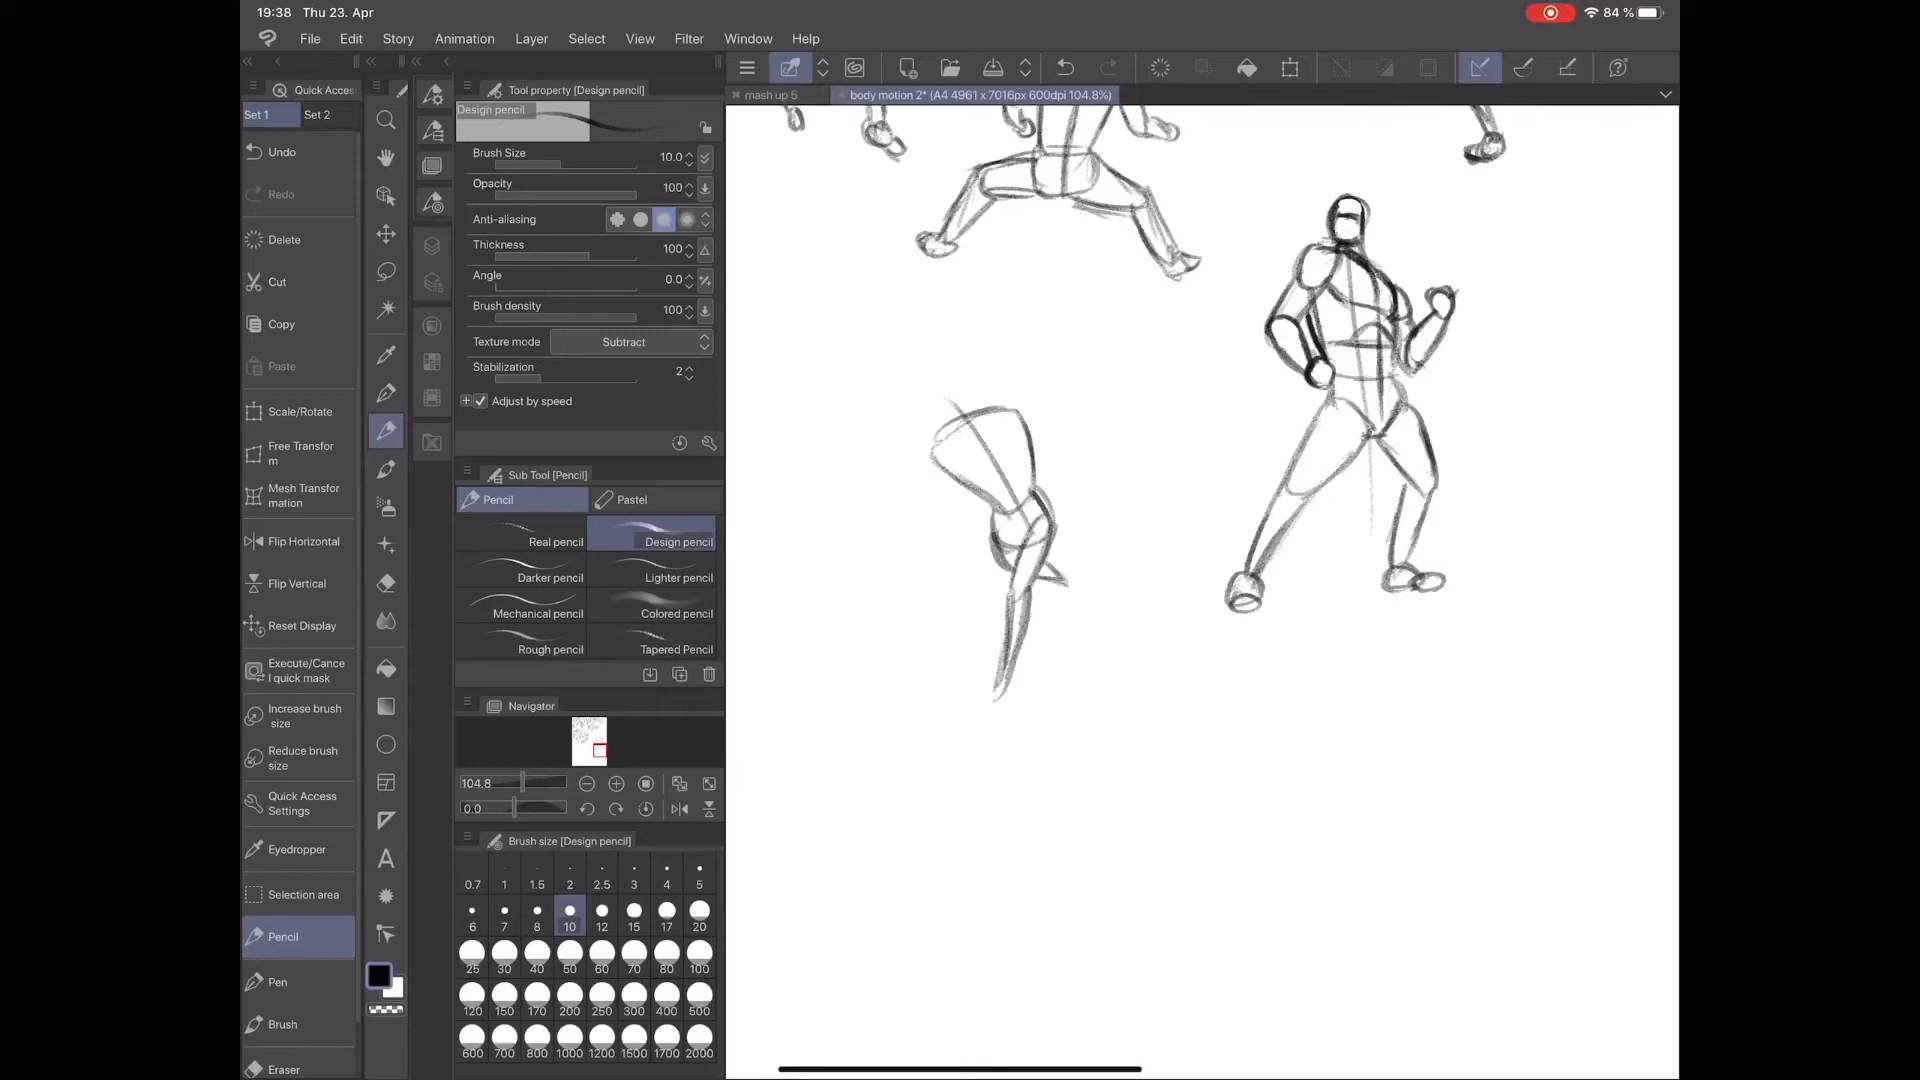 19:38 Thu 23. Apr
84 %
File Edit Story Animation Layer Select View Filter Window Help
mash up 5
body motion 2* (A4 4961 x 7016px 600dpi 104.8%)
Quick Acces
Set 1 Set 2
Undo
Redo
Delete
Cut
Copy
Paste
Scale/Rotate
Free Transfor
m
Mesh Transfor
mation
Flip Horizontal
Flip Vertical
Reset Display
Execute/Cance
l quick mask
Increase brush
size
Reduce brush
size
Quick Access
Settings
Eyedropper
Selection area
Pencil
Pen
Brush
Eraser
A
Tool property [Design pencil]
Design pencil
Brush Size 10.0
Opacity 100
Anti-aliasing
Thickness 100
Angle 0.0
Brush density 100
Texture mode Subtract
Stabilization 2
Adjust by speed
Sub Tool [Pencil]
Pencil Pastel
Real pencil Design pencil
Darker pencil Lighter pencil
Mechanical pencil Colored pencil
Rough pencil Tapered Pencil
Navigator
104.8
0.0
Brush size [Design pencil]
0.7 1 1.5 2 2.5 3 4 5
6 7 8 10 12 15 17 20
25 30 40 50 60 70 80 100
120 150 170 200 250 300 400 500
600 700 800 1000 1200 1500 1700 2000